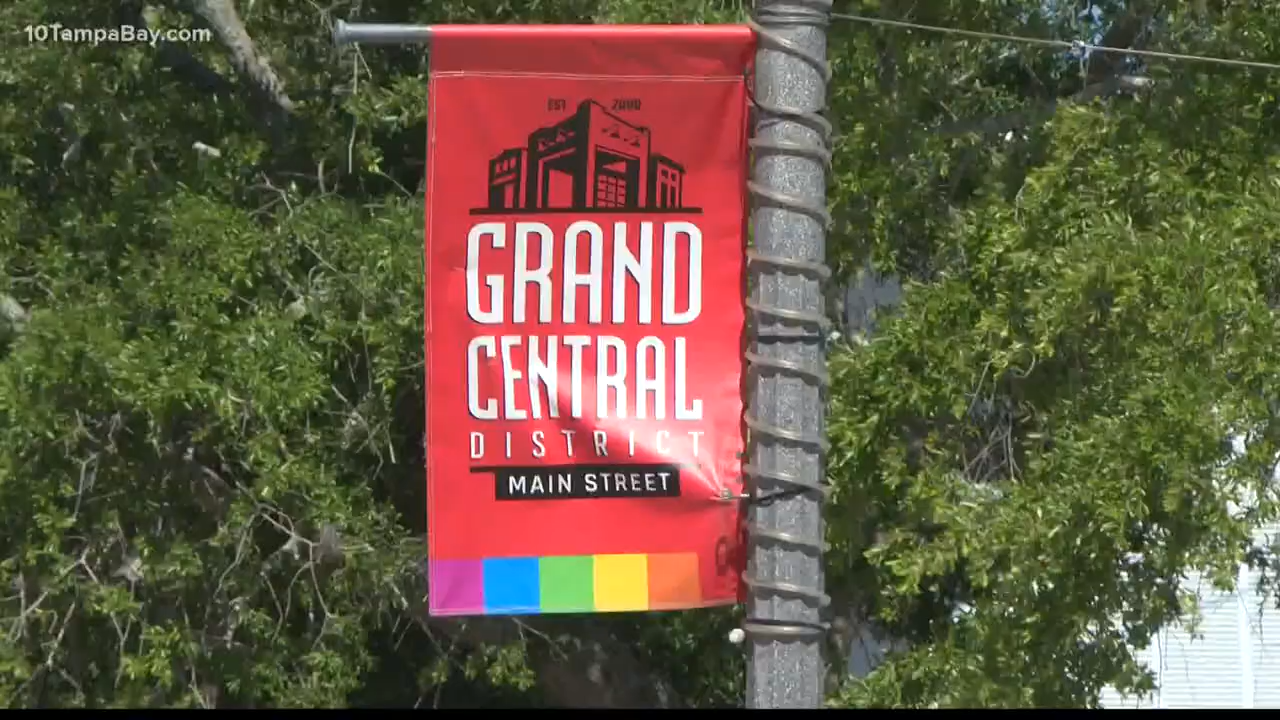 10TampaBay.com
EST 2000
GRAND
CENTRAL
DISTRICT
MAIN STREET